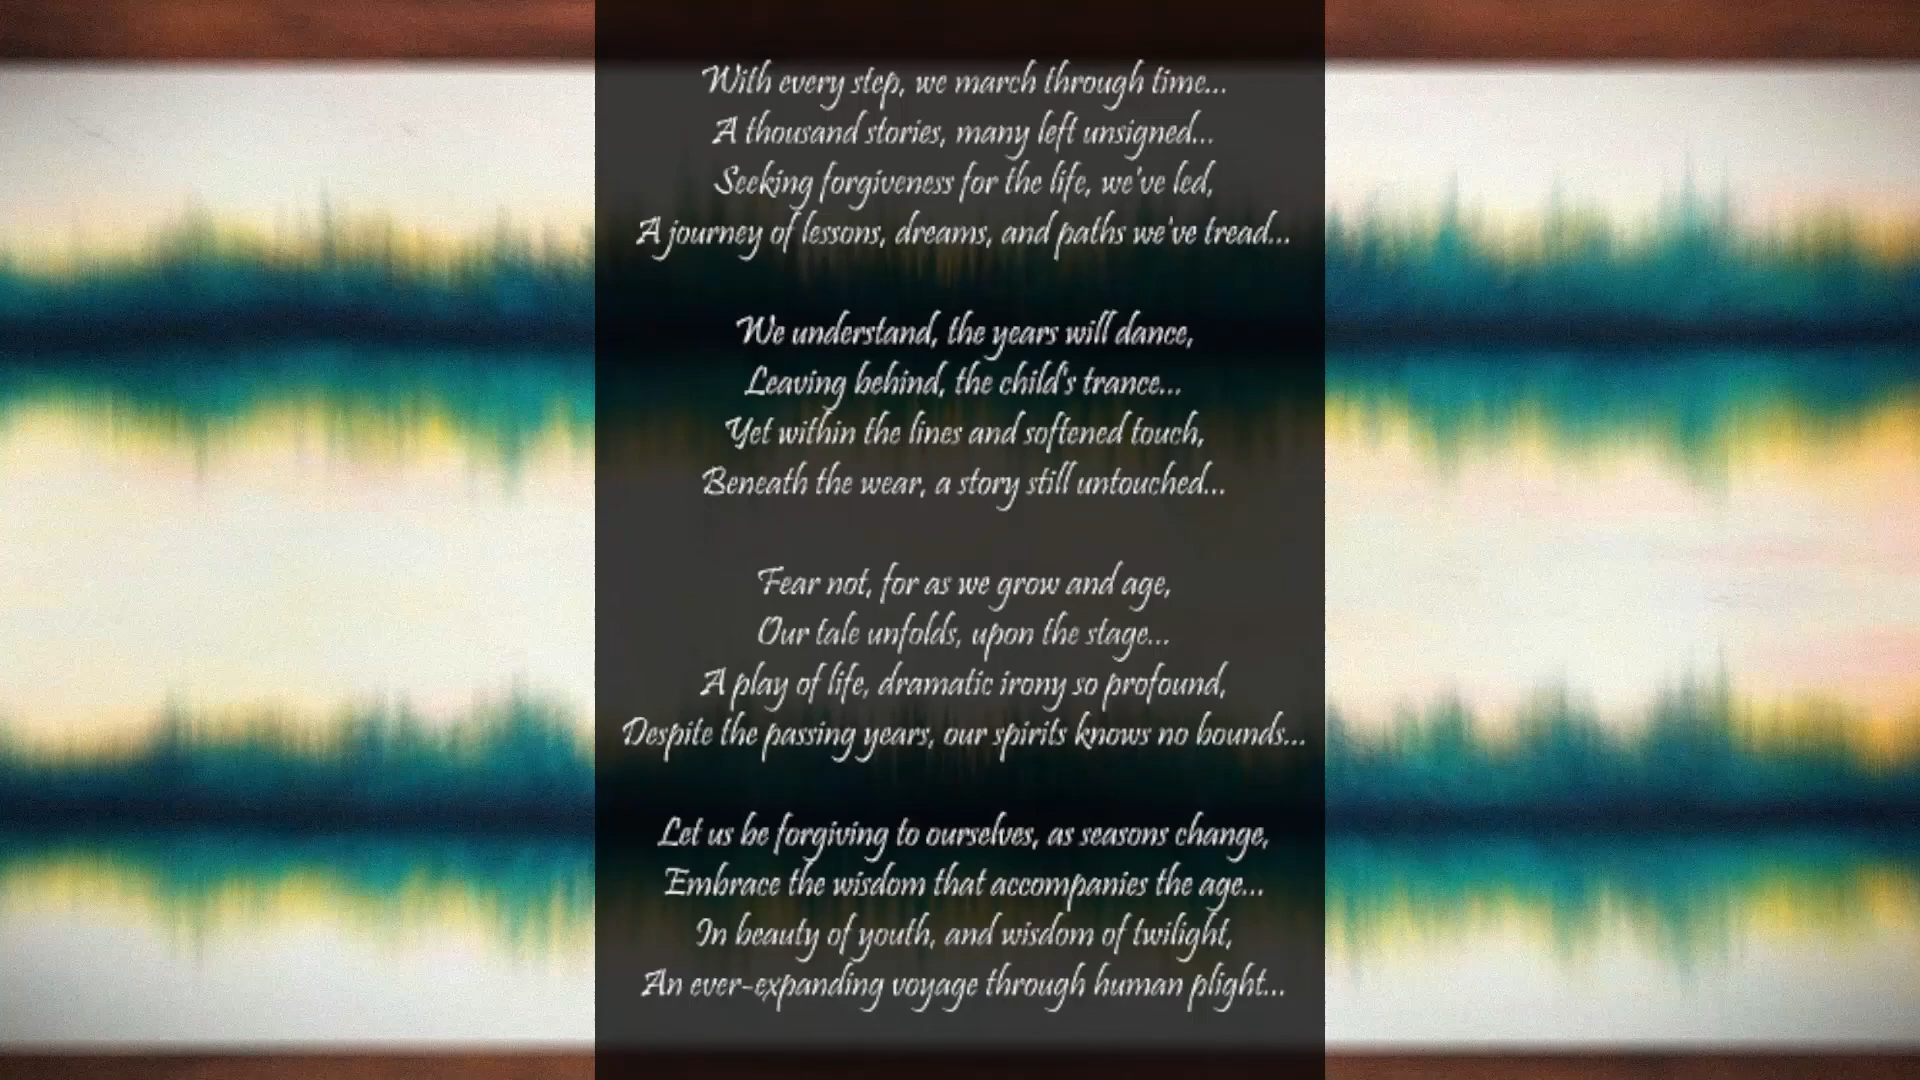 With every step, we march through time...
A thousand stories, many left unsigned...
Seeking forgiveness for the life, we've led,
A journey of lessons, dreams, and paths we've tread...
We understand, the years will dance,
Leaving behind, the child's trance...
Yet within the lines and softened touch,
Beneath the wear, a story still untouched...
Fear not, for as we grow and age,
Our tale unfolds, upon the stage...
A play of life, dramatic irony so profound,
Despite the passing years, our spirits knows no bounds...
Let us be forgiving to ourselves, as seasons change,
Embrace the wisdom that accompanies the age...
In beauty of youth, and wisdom of twilight,
An ever-expanding voyage through human plight...